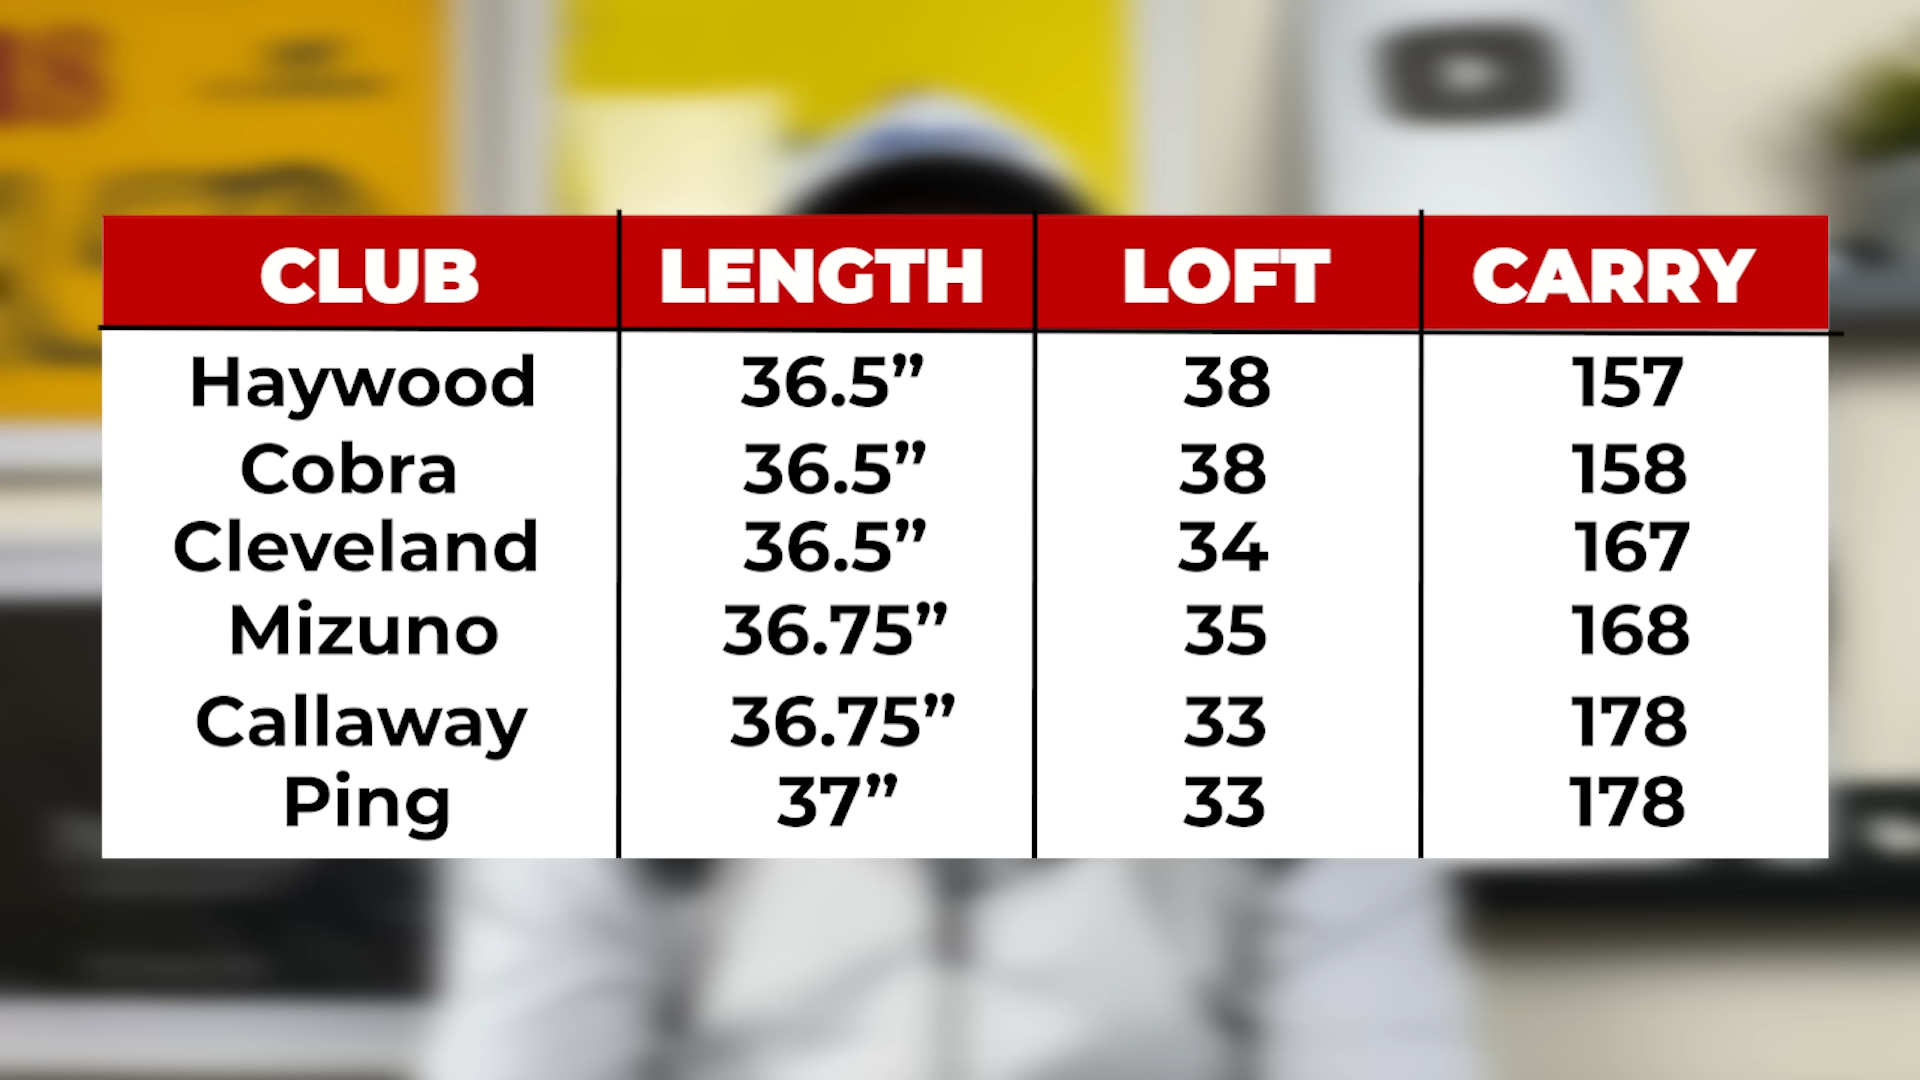 CLUB LENGTH LOFT CARRY
Haywood 36.5” 38 157
Cobra 36.5” 38 158
Cleveland 36.5” 34 167
Mizuno 36.75” 35 168
Callaway 36.75” 33 178
Ping 37” 33 178